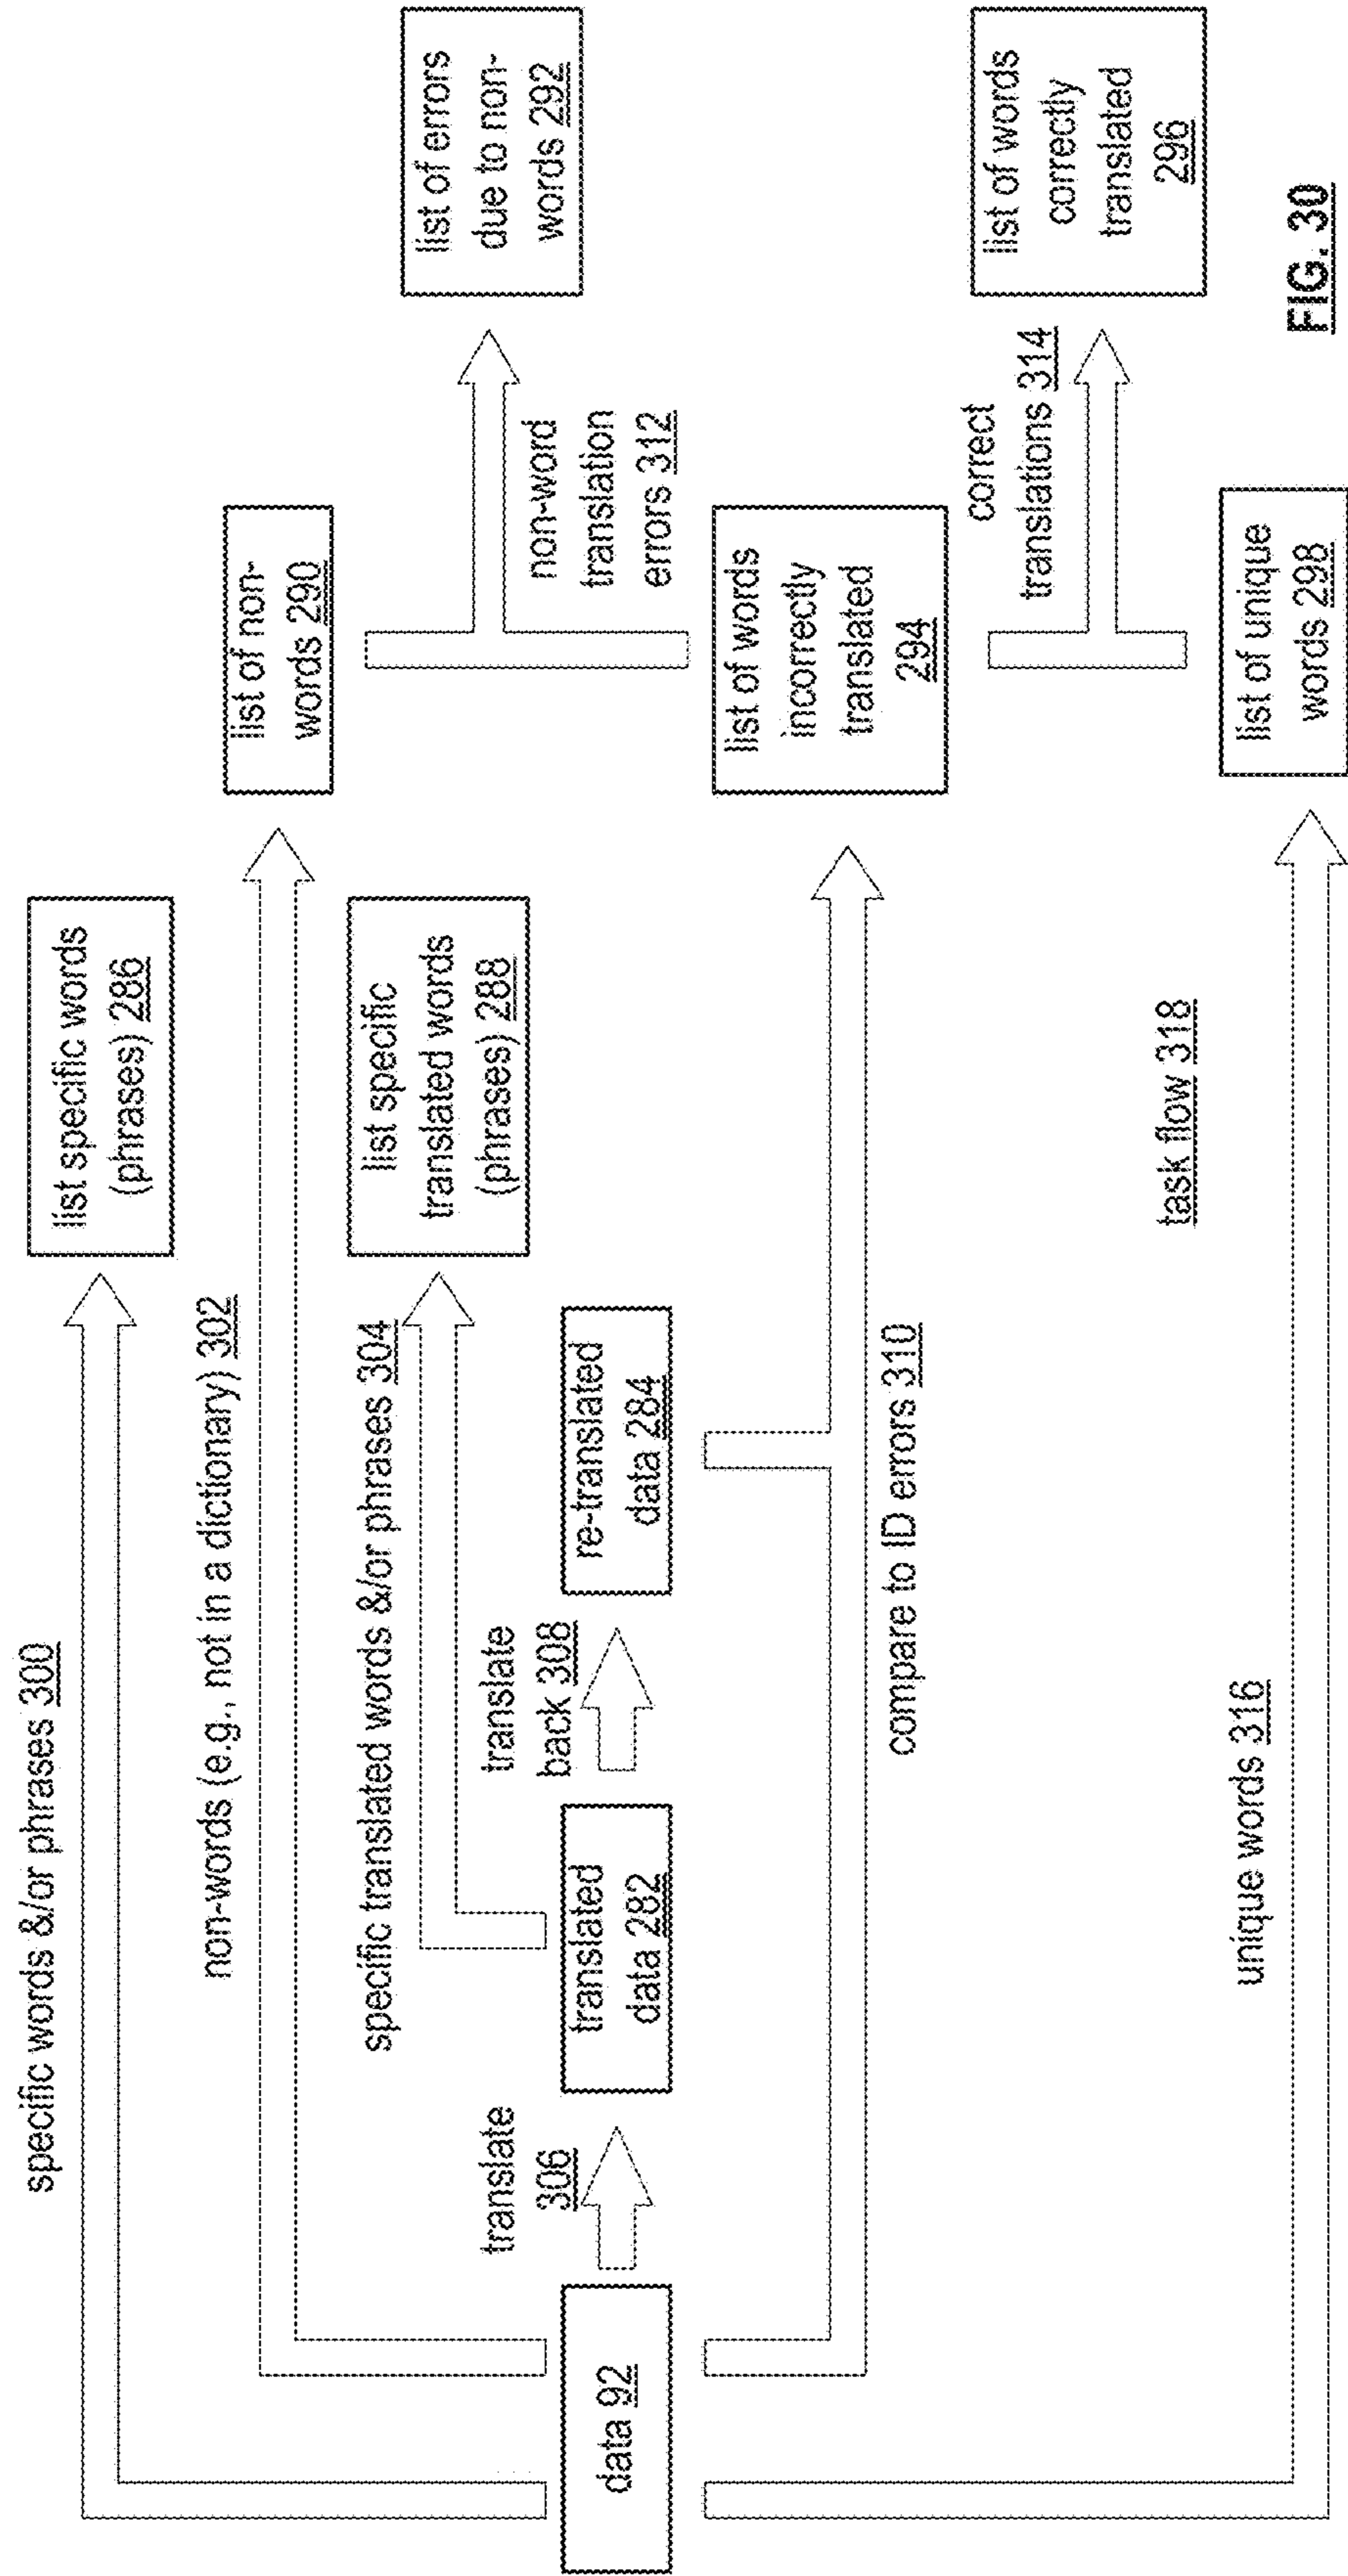 specific words &/or phrases 300
list specific words
(phrases) 286
non-words (e.g., not in a dictionary) 302
list of non-
words 290
specific translated words &/or phrases 304
list specific
translated words
(phrases) 288
list of errors
due to non-
words 292
non-word
translation
errors 312
data 92
translate
306
translated
data 282
translate
back 308
re-translated
data 284
compare to ID errors 310
list of words
incorrectly
translated
294
correct
translations 314
list of words
correctly
translated
296
unique words 316
task flow 318
list of unique
words 298
FIG. 30